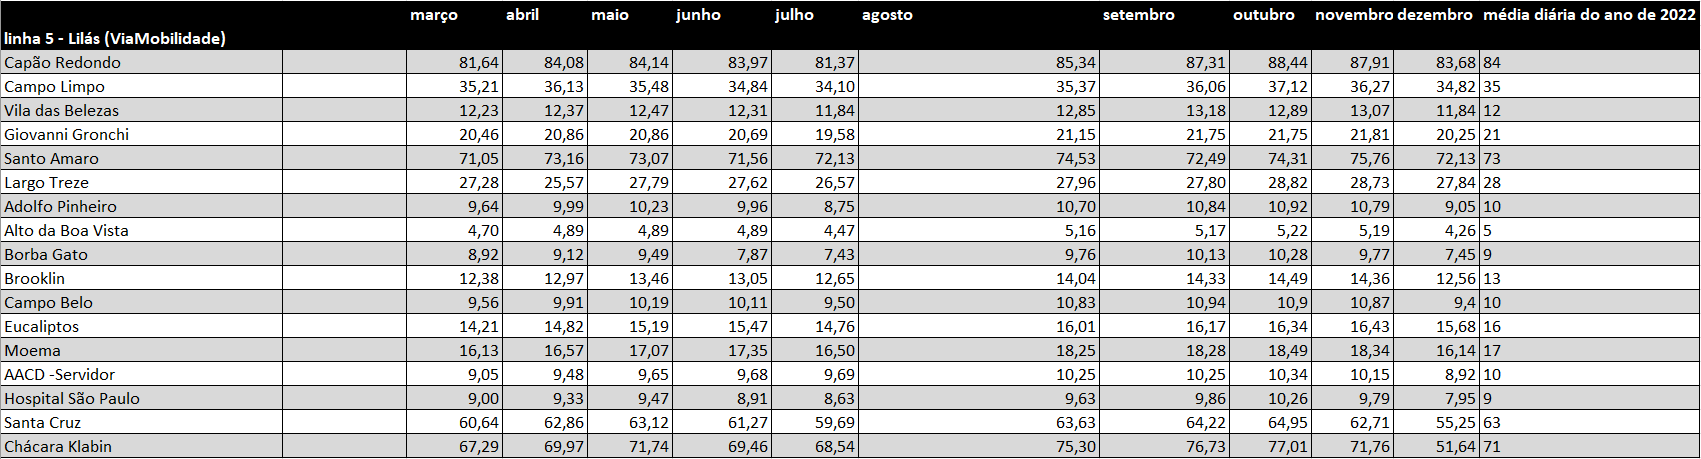 março abril maio junho julho agosto setembro outubro novembro dezembro média diária do ano de 2022
linha 5 - Lilás (ViaMobilidade)
Capão Redondo 81,64 84,08 84,14 83,97 81,37 85,34 87,31 88,44 87,91 83,68 84
Campo Limpo 35,21 36,13 35,48 34,84 34,10 35,37 36,06 37,12 36,27 34,82 35
Vila das Belezas 12,23 12,37 12,47 12,31 11,84 12,85 13,18 12,89 13,07 11,84 12
Giovanni Gronchi 20,46 20,86 20,86 20,69 19,58 21,15 21,75 21,75 21,81 20,25 21
Santo Amaro 71,05 73,16 73,07 71,56 72,13 74,53 72,49 74,31 75,76 72,13 73
Largo Treze 27,28 25,57 27,79 27,62 26,57 27,96 27,80 28,82 28,73 27,84 28
Adolfo Pinheiro 9,64 9,99 10,23 9,96 8,75 10,70 10,84 10,92 10,79 9,05 10
Alto da Boa Vista 4,70 4,89 4,89 4,89 4,47 5,16 5,17 5,22 5,19 4,26 5
Borba Gato 8,92 9,12 9,49 7,87 7,43 9,76 10,13 10,28 9,77 7,45 9
Brooklin 12,38 12,97 13,46 13,05 12,65 14,04 14,33 14,49 14,36 12,56 13
Campo Belo 9,56 9,91 10,19 10,11 9,50 10,83 10,94 10,9 10,87 9,4 10
Eucaliptos 14,21 14,82 15,19 15,47 14,76 16,01 16,17 16,34 16,43 15,68 16
Moema 16,13 16,57 17,07 17,35 16,50 18,25 18,28 18,49 18,34 16,14 17
AACD -Servidor 9,05 9,48 9,65 9,68 9,69 10,25 10,25 10,34 10,15 8,92 10
Hospital São Paulo 9,00 9,33 9,47 8,91 8,63 9,63 9,86 10,26 9,79 7,95 9
Santa Cruz 60,64 62,86 63,12 61,27 59,69 63,63 64,22 64,95 62,71 55,25 63
Chácara Klabin 67,29 69,97 71,74 69,46 68,54 75,30 76,73 77,01 71,76 51,64 71